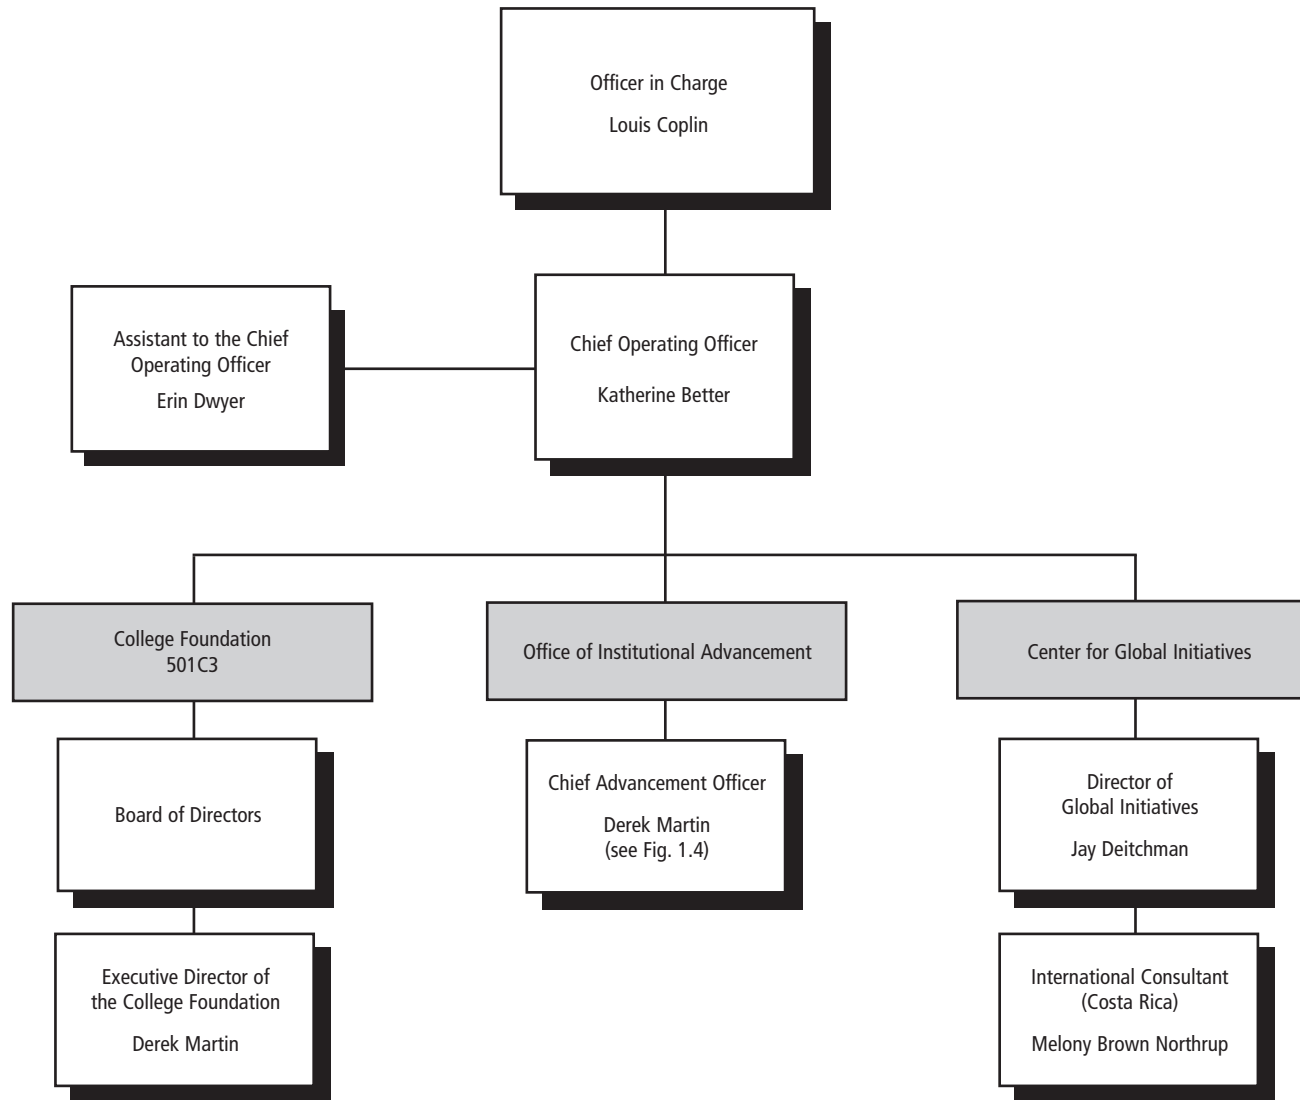 Officer in Charge
Louis Coplin
Assistant to the Chief
Operating Officer
Erin Dwyer
Chief Operating Officer
Katherine Better
College Foundation
501C3
Office of Institutional Advancement
Center for Global Initiatives
Board of Directors
Chief Advancement Officer
Derek Martin
(see Fig. 1.4)
Director of
Global Initiatives
Jay Deitchman
Executive Director of
the College Foundation
Derek Martin
International Consultant
(Costa Rica)
Melony Brown Northrup